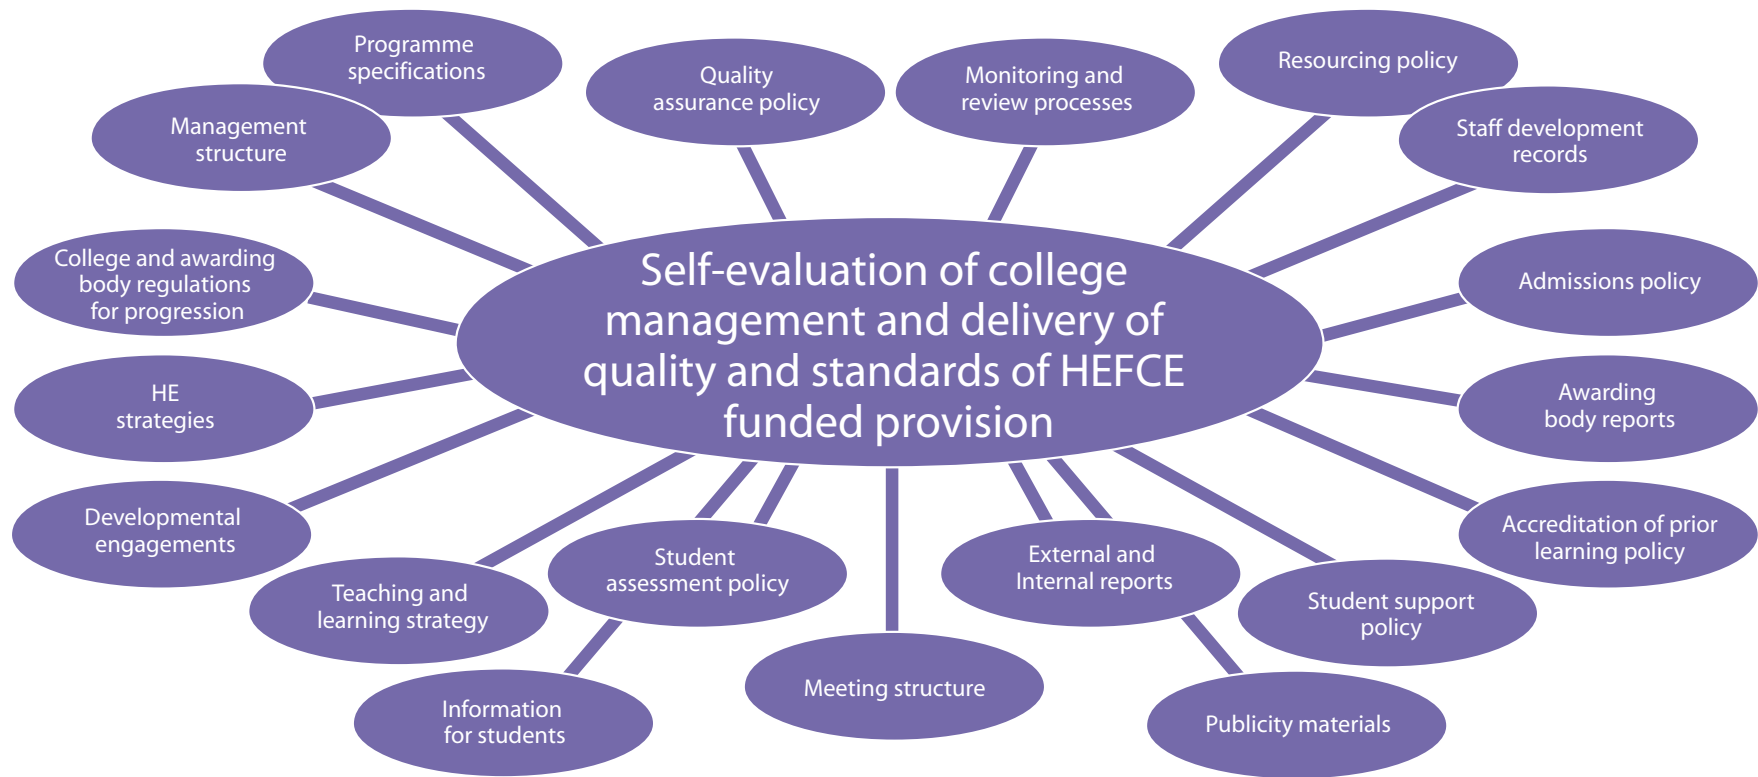 Programme
specifications
Quality
assurance policy
Monitoring and
review processes
Resourcing policy
Management
structure
Staff development
records
College and awarding
body regulations
for progression
Self-evaluation of college
management and delivery of
quality and standards of HEFCE
funded provision
Admissions policy
HE
strategies
Awarding
body reports
Developmental
engagements
Accreditation of prior
learning policy
Teaching and
learning strategy
Student
assessment policy
External and
Internal reports
Student support
policy
Information
for students
Meeting structure
Publicity materials